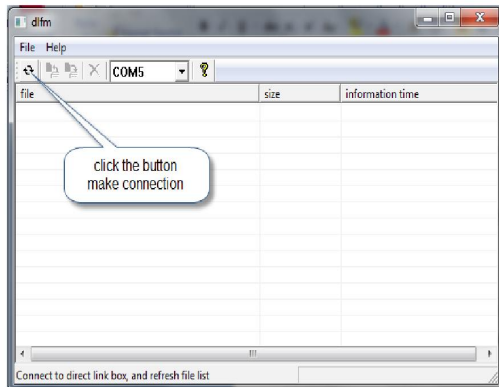 dlfm
File Help
COM5
file size information time
click the button
make connection
Connect to direct link box, and refresh file list